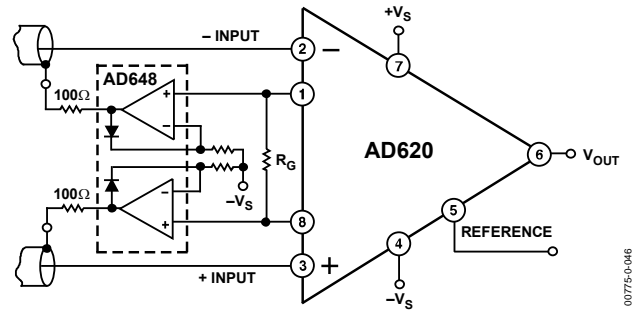 – INPUT
+VS
2
–
7
AD648
100Ω
+
1
–
RG
AD620
6
VOUT
–VS
100Ω
–
+
8
5
REFERENCE
4
3
+
+ INPUT
–VS
00775-0-046